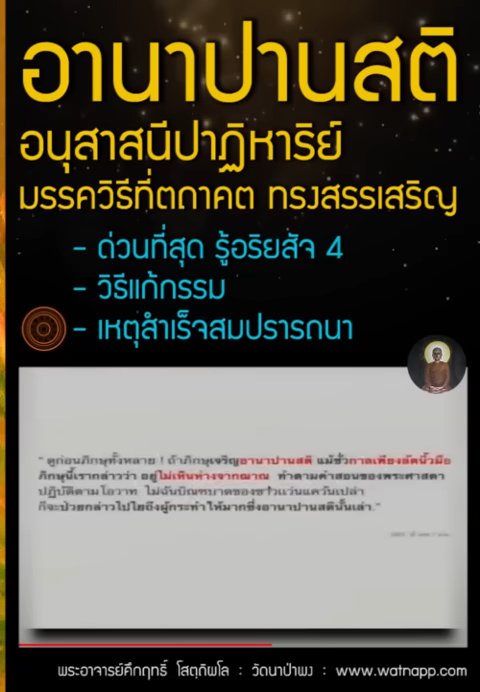 อานาปานสติ
อนุสาสนีปาฏิหาริย์
มรรควิธีที่ตถาคต ทรงสรรเสริญ
- ด่วนที่สุด รู้อริยสัจ 4
- วิธีแก้กรรม
- เหตุสำเร็จสมปรารถนา
" ดูก่อนภิกษุทั้งหลาย ! ถ้าภิกษุเจริญอานาปานสติ แม้ชั่วกาลเพียงลัดนิ้วมือ
ภิกษุนี้เรากล่าวว่า อยู่ไม่เหินห่างจากฌาณ ทำตามคำสอนของพระศาสดา
ปฏิบัติตามโอวาท ไม่ฉันบิณฑบาตของชาวแว่นแคว้นเปล่า
ก็จะป่วยกล่าวไปไยถึงผู้กระทำให้มากซึ่งอานาปานสตินั้นเล่า."
พระอาจารย์คึกฤทธิ์ โสตฺถิผโล : วัดนาป่าพง : www.watnapp.com